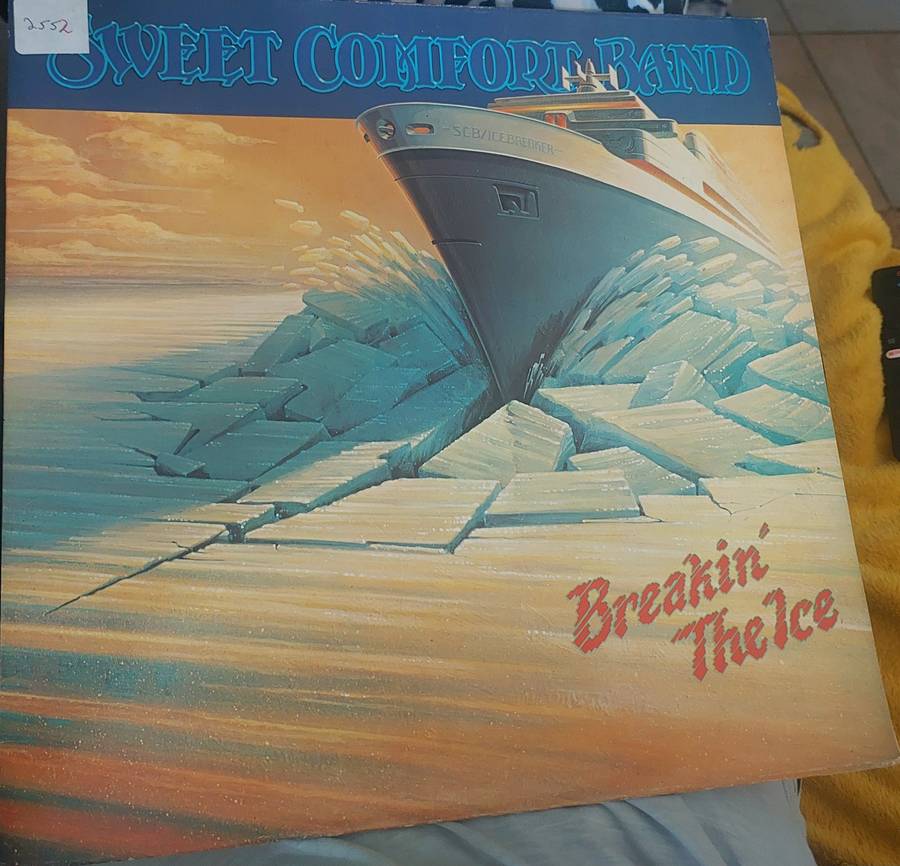 2552
SWEET COMFORT BAND
-SCB/ICEBREAKER-
Breakin'
The Ice